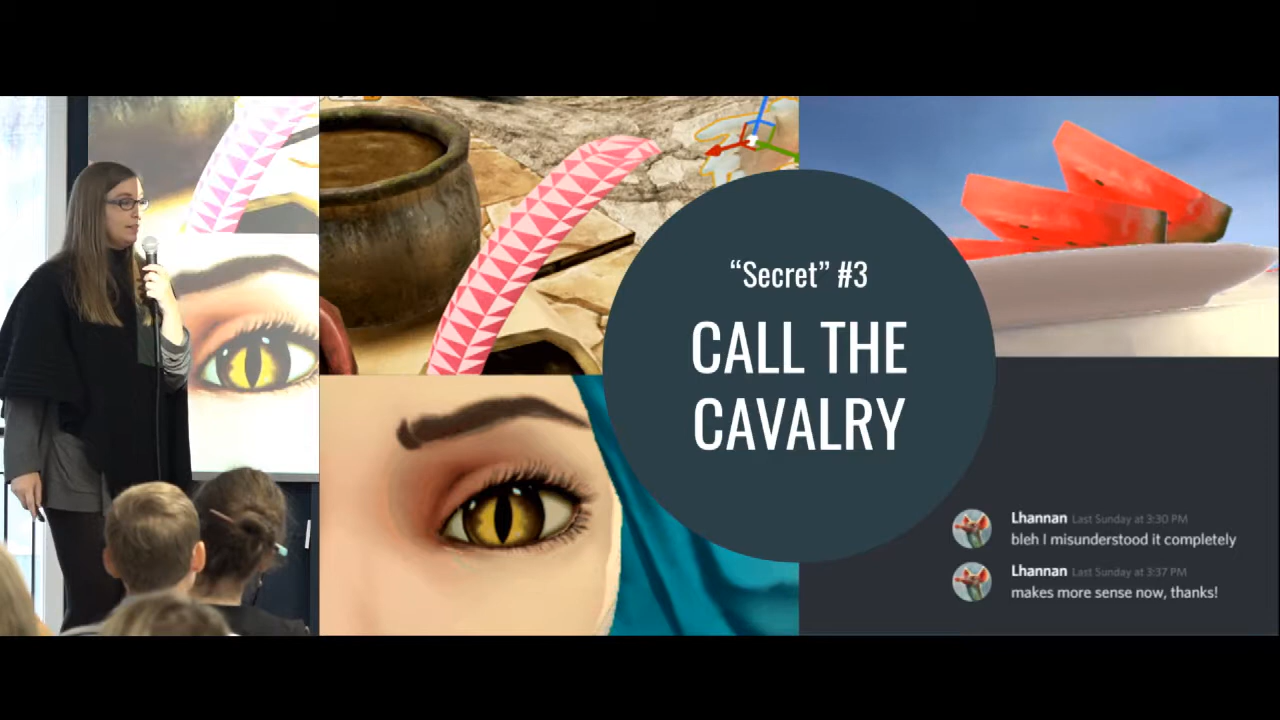 “Secret” #3
CALL THE
CAVALRY
Lhannan Last Sunday at 3:30 PM
bleh I misunderstood it completely
Lhannan Last Sunday at 3:37 PM
makes more sense now, thanks!